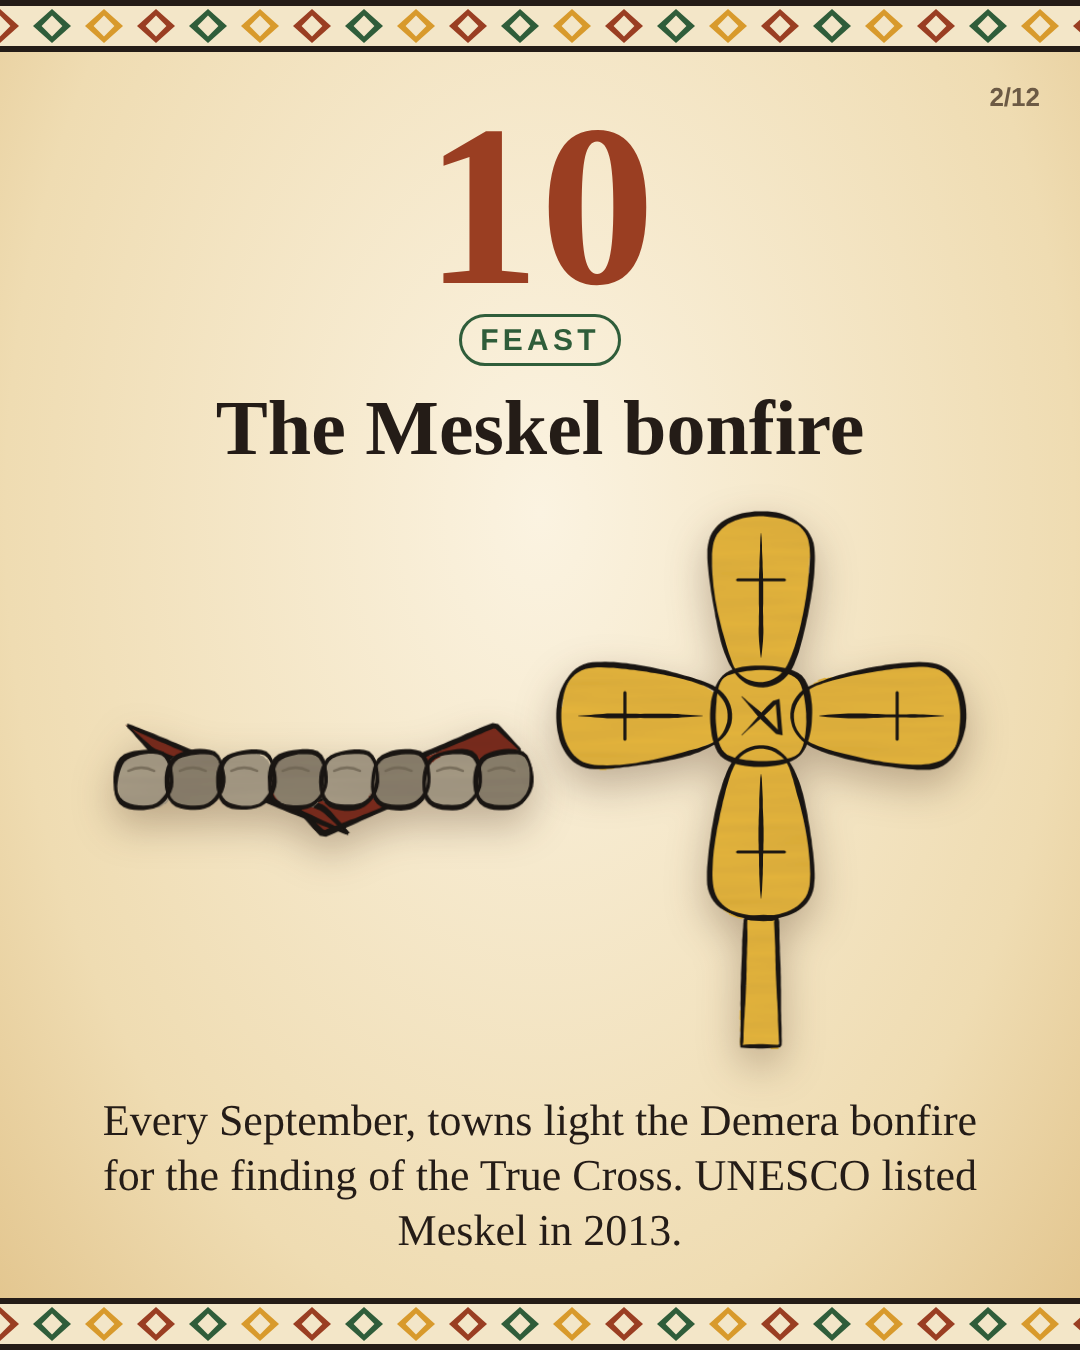 2/12
10
FEAST
The Meskel bonfire
Every September, towns light the Demera bonfire
for the finding of the True Cross. UNESCO listed
Meskel in 2013.